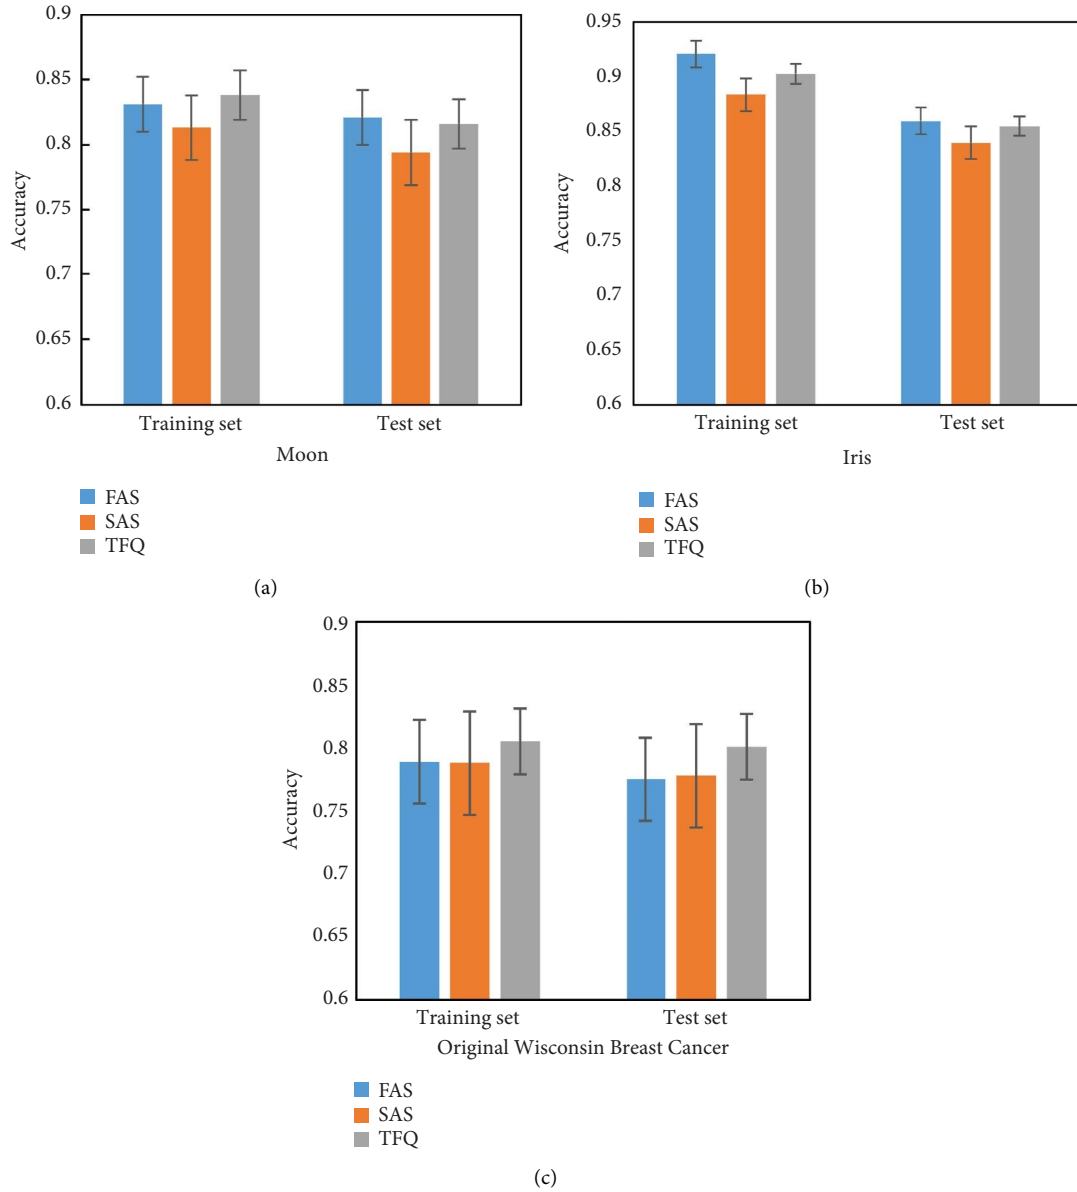 0.9
0.85
0.8
0.75
0.7
0.65
0.6
Accuracy
Training set
Test set
Moon
FAS
SAS
TFQ
(a)
0.95
0.9
0.85
0.8
0.75
0.7
0.65
0.6
Accuracy
Training set
Test set
Iris
FAS
SAS
TFQ
(b)
0.9
0.85
0.8
0.75
0.7
0.65
0.6
Accuracy
Training set
Test set
Original Wisconsin Breast Cancer
FAS
SAS
TFQ
(c)